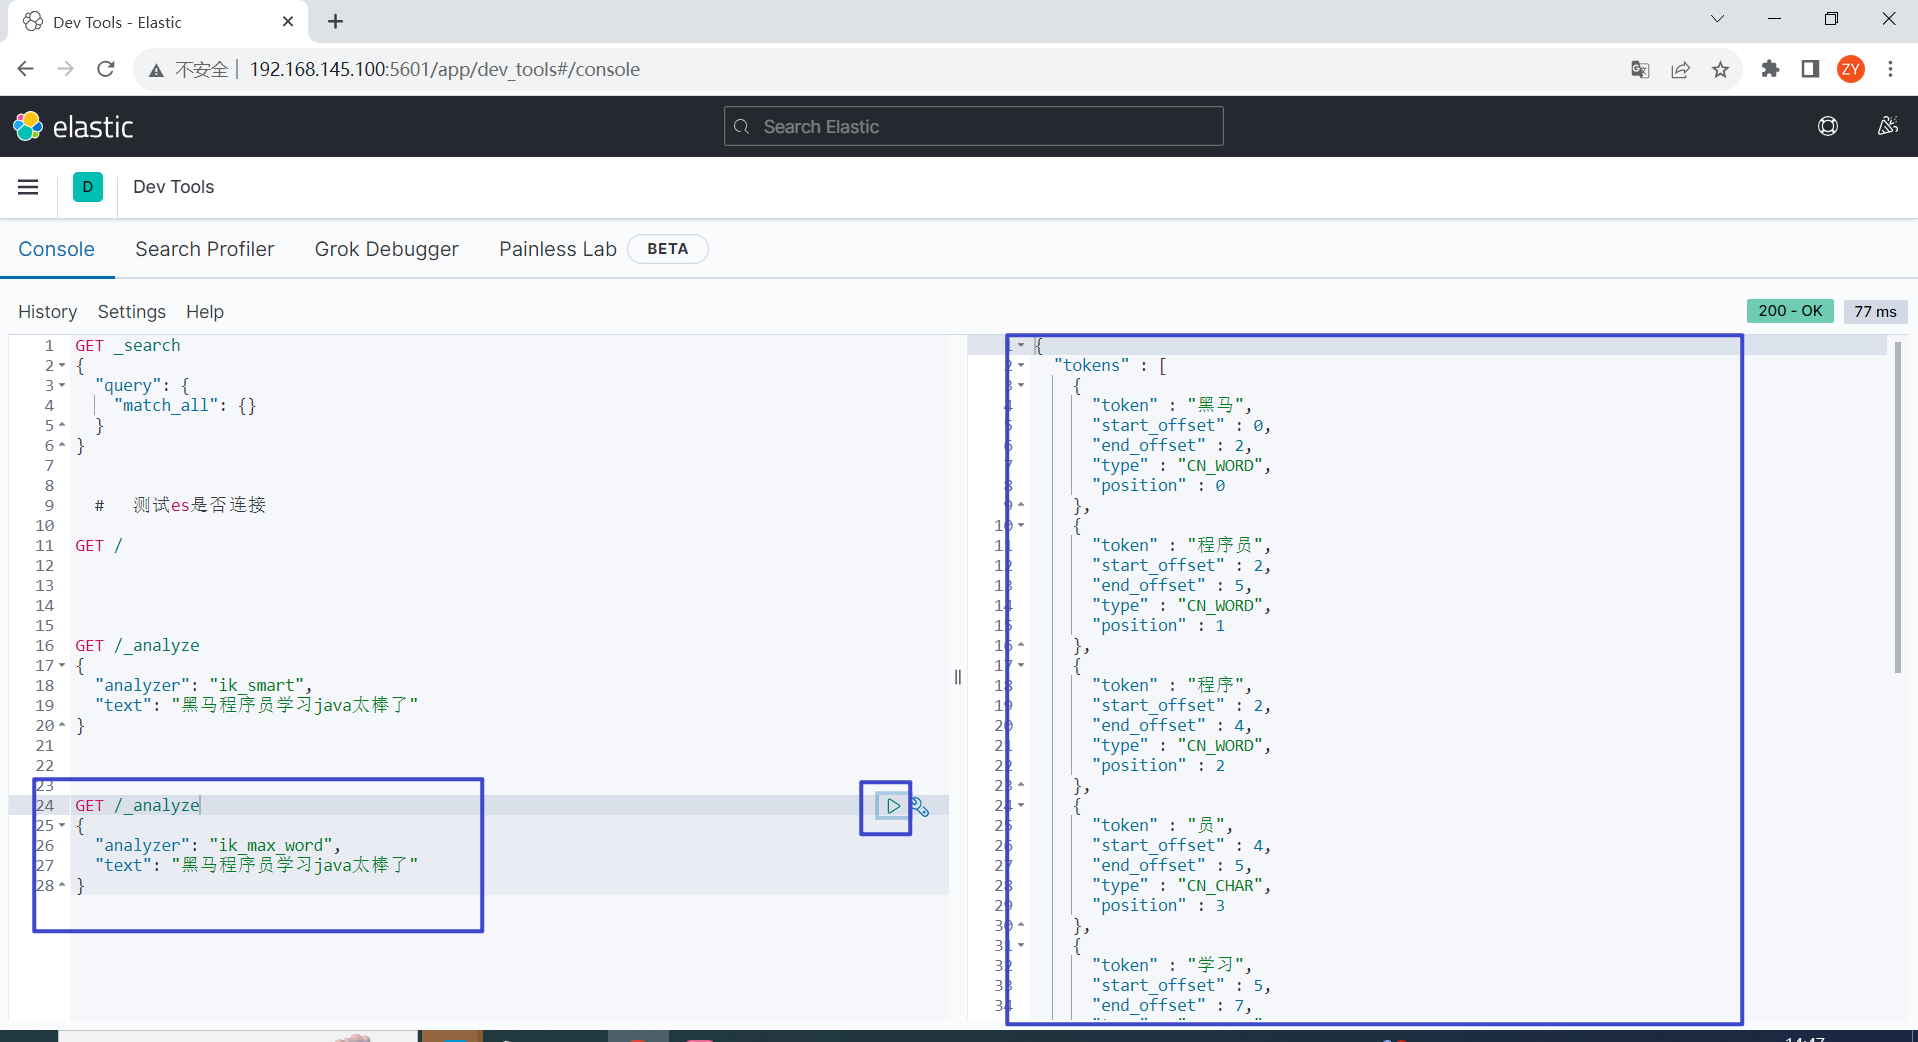 Dev Tools - Elastic
不安全 192.168.145.100:5601/app/dev_tools#/console
ZY
elastic
Search Elastic
D
Dev Tools
Console Search Profiler Grok Debugger Painless Lab BETA
History Settings Help
200 - OK 77 ms
1 GET _search
2 {
3 "query": {
4 "match_all": {}
5 }
6 }
7
8
9 # 测试es是否连接
10
11 GET /
12
13
14
15
16 GET /_analyze
17 {
18 "analyzer": "ik_smart",
19 "text": "黑马程序员学习java太棒了"
20 }
21
22
23
24 GET /_analyze
25 {
26 "analyzer": "ik_max_word",
27 "text": "黑马程序员学习java太棒了"
28 }
1 {
2 "tokens" : [
3 {
4 "token" : "黑马",
5 "start_offset" : 0,
6 "end_offset" : 2,
7 "type" : "CN_WORD",
8 "position" : 0
9 },
10 {
11 "token" : "程序员",
12 "start_offset" : 2,
13 "end_offset" : 5,
14 "type" : "CN_WORD",
15 "position" : 1
16 },
17 {
18 "token" : "程序",
19 "start_offset" : 2,
20 "end_offset" : 4,
21 "type" : "CN_WORD",
22 "position" : 2
23 },
24 {
25 "token" : "员",
26 "start_offset" : 4,
27 "end_offset" : 5,
28 "type" : "CN_CHAR",
29 "position" : 3
30 },
31 {
32 "token" : "学习",
33 "start_offset" : 5,
34 "end_offset" : 7,